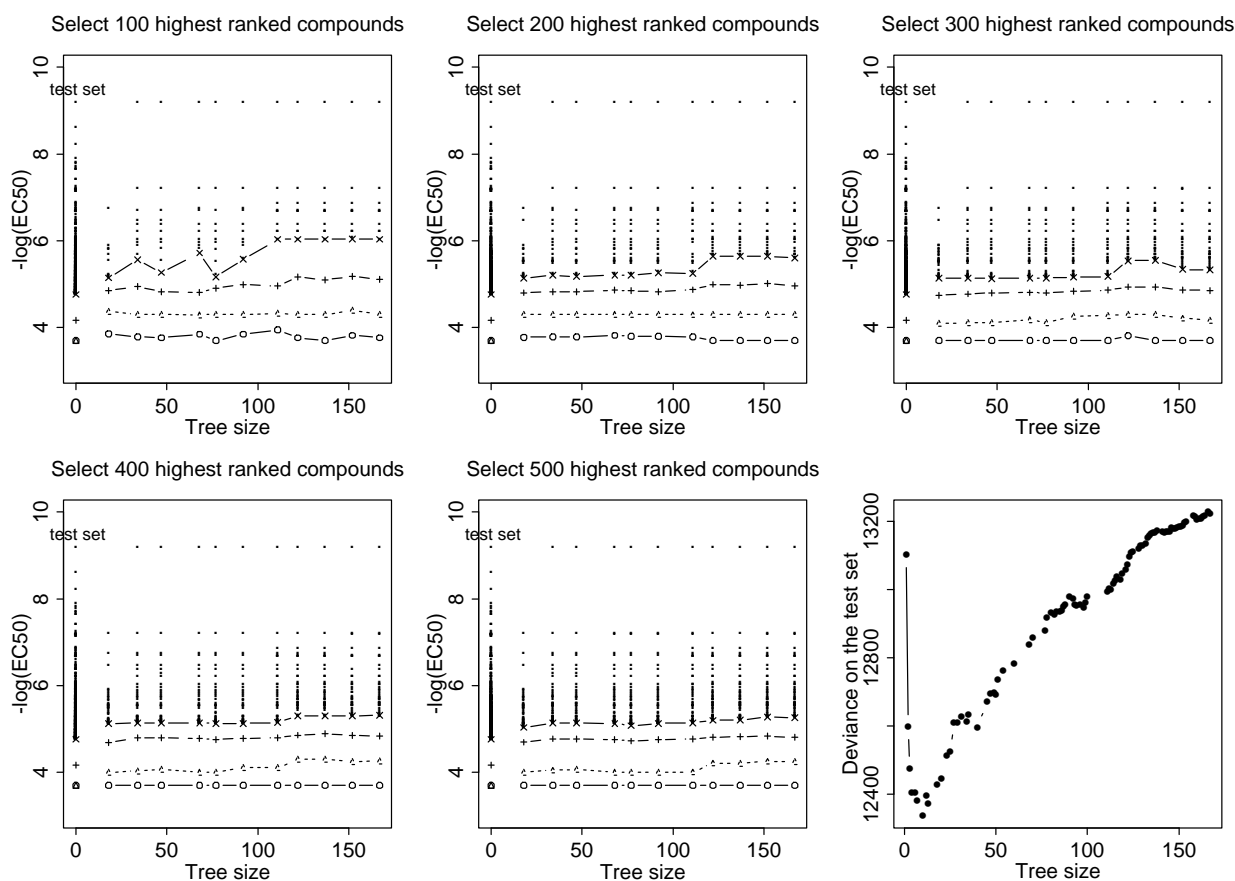 Select 100 highest ranked compounds
-log(EC50)
10
8
6
4
test set
0 50 100 150
Tree size
Select 200 highest ranked compounds
-log(EC50)
10
8
6
4
test set
0 50 100 150
Tree size
Select 300 highest ranked compounds
-log(EC50)
10
8
6
4
test set
0 50 100 150
Tree size
Select 400 highest ranked compounds
-log(EC50)
10
8
6
4
test set
0 50 100 150
Tree size
Select 500 highest ranked compounds
-log(EC50)
10
8
6
4
test set
0 50 100 150
Tree size
Deviance on the test set
13200
12800
12400
0 50 100 150
Tree size